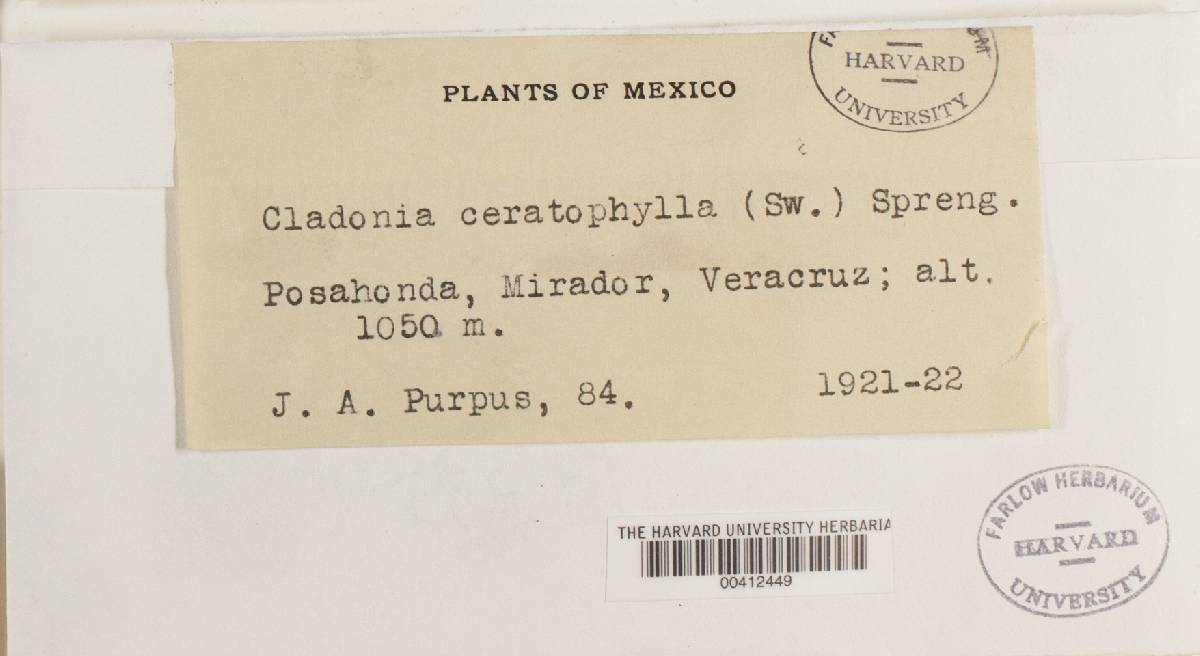 HARVARD
UNIVERSITY
PLANTS OF MEXICO
Cladonia ceratophylla (Sw.) Spreng.
Posahonda, Mirador, Veracruz; alt.
1050 m.
J. A. Purpus, 84.
1921-22
THE HARVARD UNIVERSITY HERBARIA
00412449
FARLOW HERBARIUM
HARVARD
UNIVERSITY